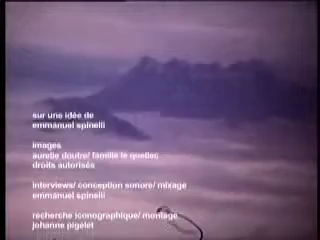 sur une idée de
emmanuel spinelli
images
aurelie doutre/ famille le quellec
droits autorisés
interviews/ conception sonore/ mixage
emmanuel spinelli
recherche iconographique/ montage
johanne pigelet